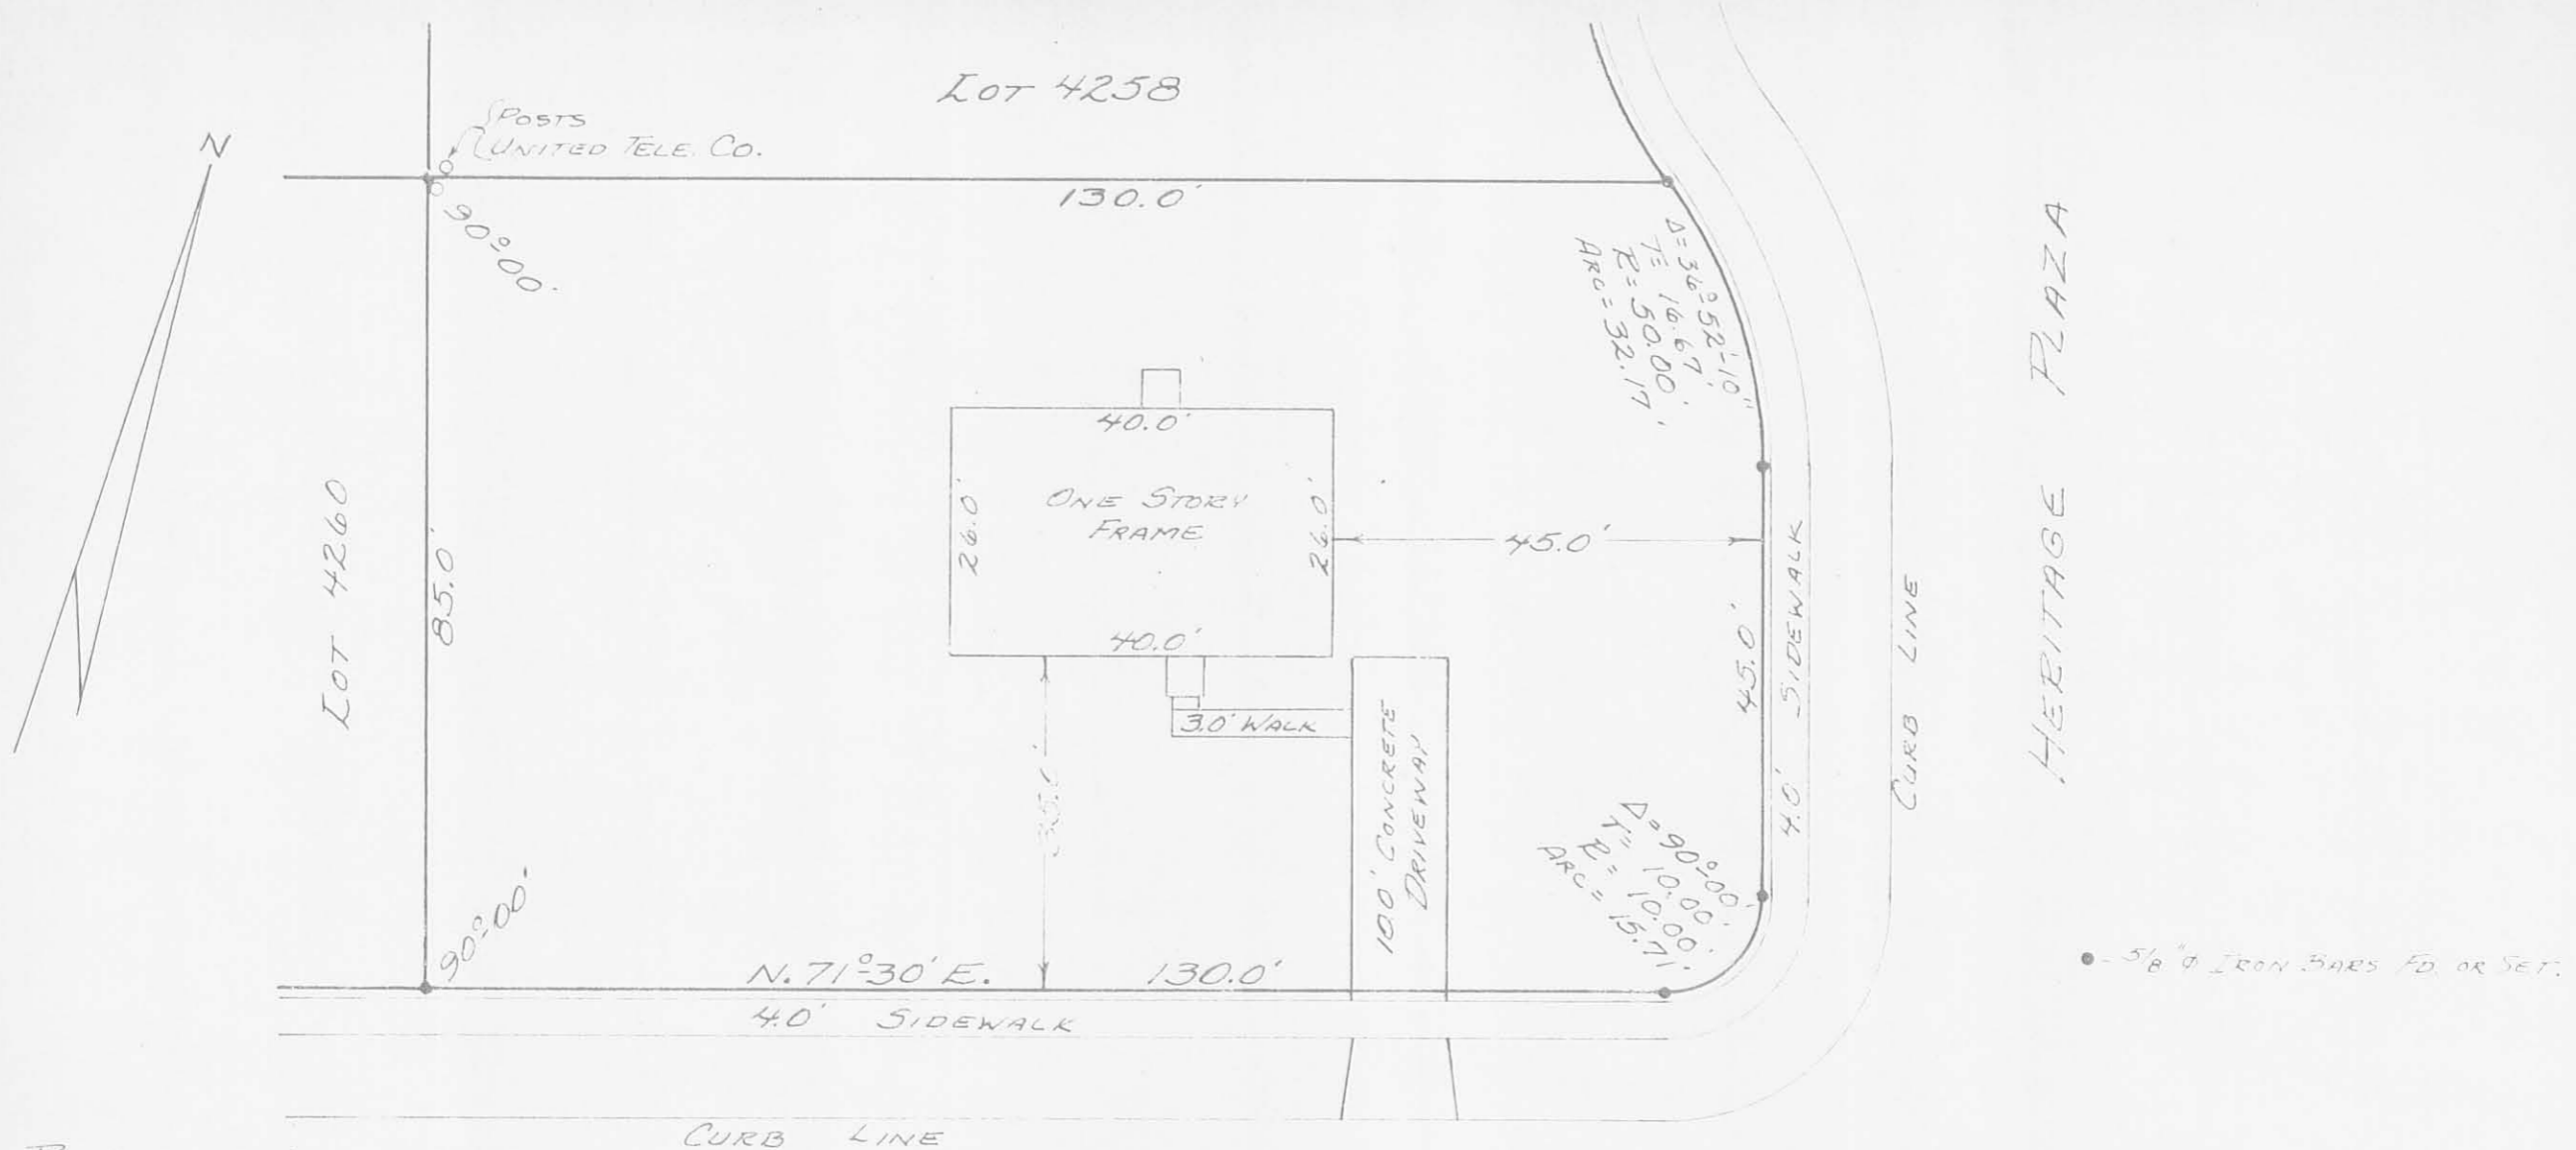 LOT 4258
POSTS
UNITED TELE. CO.
N
130.0'
90°-00'
Δ = 36°-52'-10"
T = 16.67'
R = 50.00'
ARC = 32.17'
HERITAGE PLAZA
40.0'
26.0'
ONE STORY
FRAME
26.0'
45.0'
LOT 4260
85.0'
40.0'
3.0' WALK
35.0'
10.0' CONCRETE
DRIVEWAY
45.0'
4.0' SIDEWALK
CURB LINE
Δ = 90°-00'
T = 10.00'
R = 10.00'
ARC = 15.71'
90°-00'
N. 71°-30' E. 130.0'
4.0' SIDEWALK
CURB LINE
5/8" φ IRON BARS FD. OR SET.